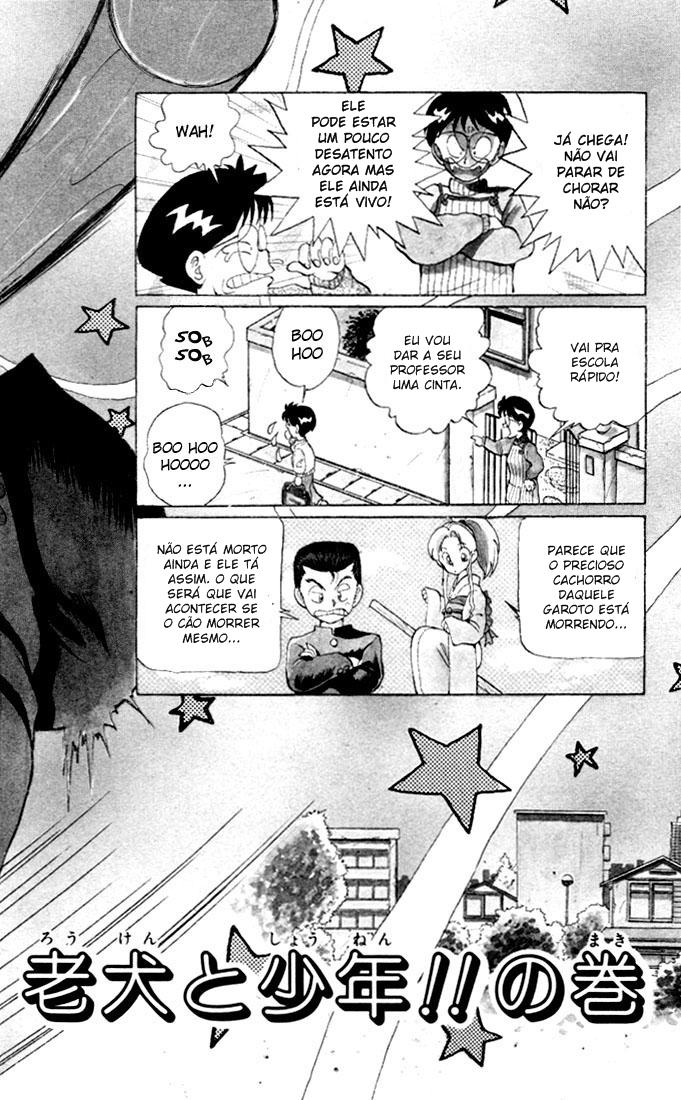 JÁ CHEGA!
NÃO VAI
PARAR DE
CHORAR
NÃO?
ELE
PODE ESTAR
UM POUCO
DESATENTO
AGORA MAS
ELE AINDA
ESTÁ VIVO!
WAH!
VAI PRA
ESCOLA
RÁPIDO!
EU VOU
DAR A SEU
PROFESSOR
UMA CINTA.
BOO
HOO
SOB
SOB
BOO HOO
HOOOO
...
PARECE QUE
O PRECIOSO
CACHORRO
DAQUELE
GAROTO ESTÁ
MORRENDO...
NÃO ESTÁ MORTO
AINDA E ELE TÁ
ASSIM. O QUE
SERÁ QUE VAI
ACONTECER SE
O CÃO MORRER
MESMO...
ろう けん しょう ねん まき
老犬と少年!!の巻